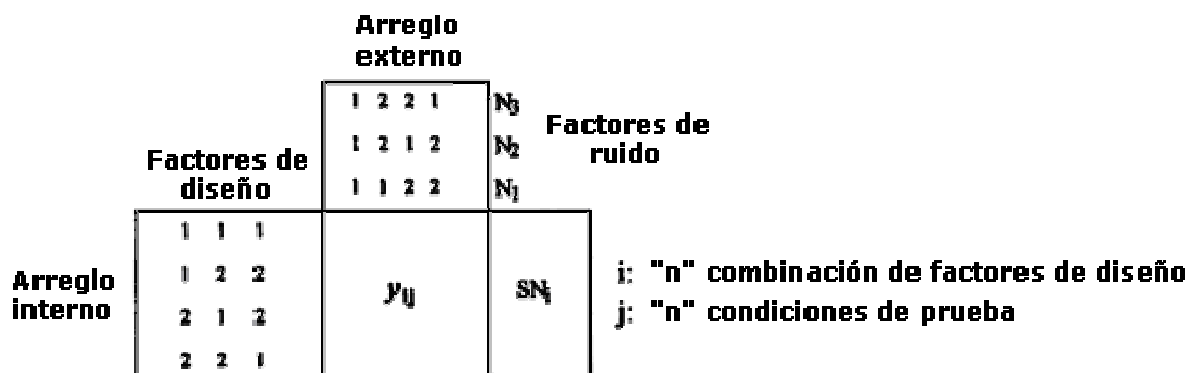 Arreglo
externo
1 2 2 1 N3
1 2 1 2 N2
1 1 2 2 N1
Factores de
ruido
Factores de
diseño
1 1 1
1 2 2
2 1 2
2 2 1
Arreglo
interno
yij
SNi
i: "n" combinación de factores de diseño
j: "n" condiciones de prueba